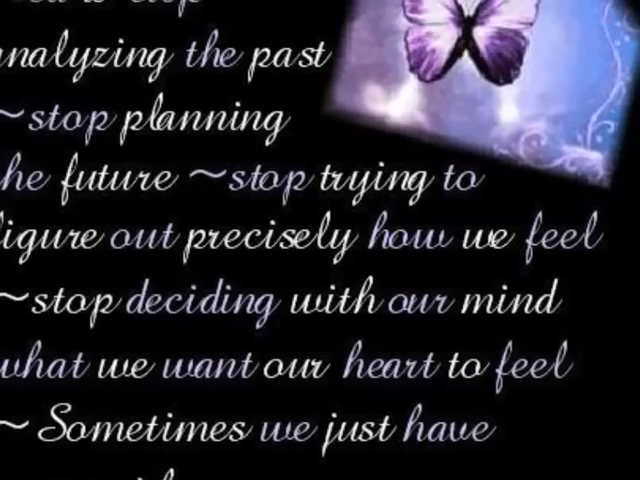 analyzing the past
~stop planning
the future ~stop trying to
figure out precisely how we feel
~stop deciding with our mind
what we want our heart to feel
~ Sometimes we just have